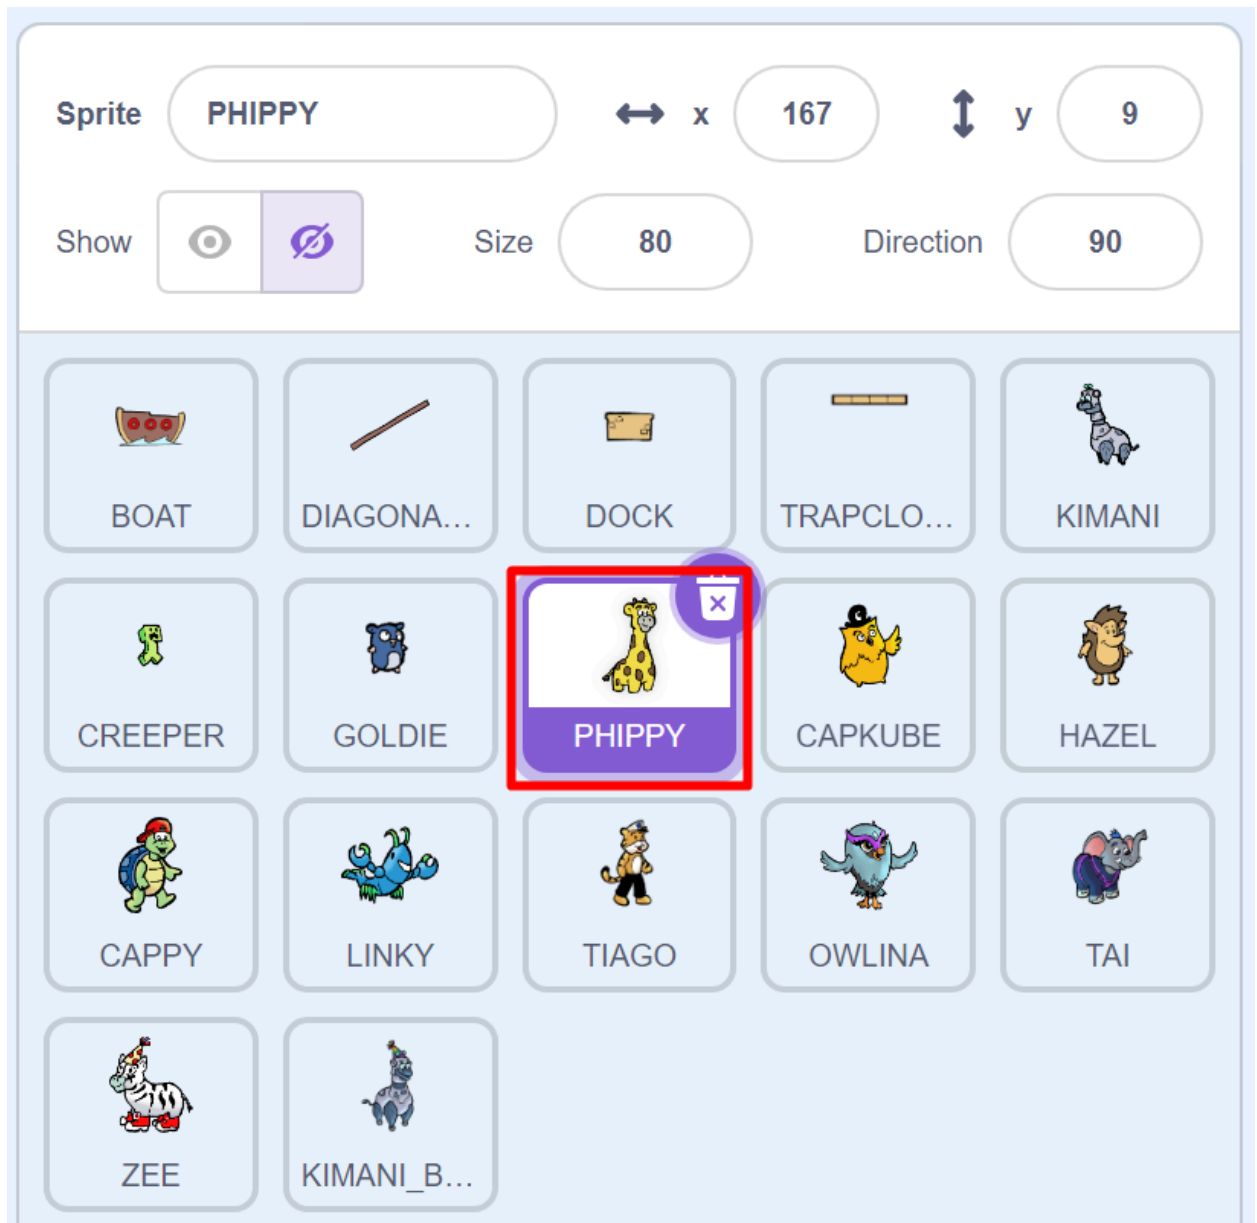 Sprite PHIPPY x 167 y 9
Show Size 80 Direction 90
BOAT DIAGONA... DOCK TRAPCLO... KIMANI
CREEPER GOLDIE PHIPPY CAPKUBE HAZEL
CAPPY LINKY TIAGO OWLINA TAI
ZEE KIMANI_B...